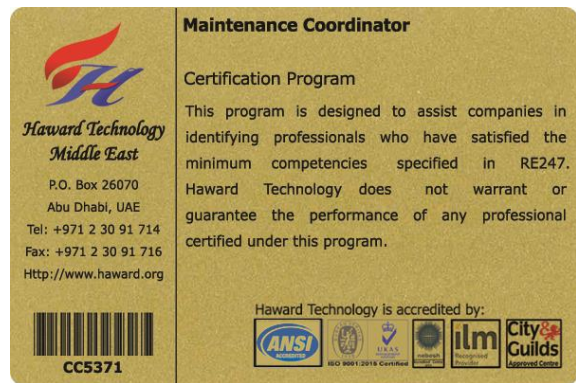 Maintenance Coordinator
Haward Technology
Middle East
P.O. Box 26070
Abu Dhabi, UAE
Tel: +971 2 30 91 714
Fax: +971 2 30 91 716
Http://www.haward.org
CC5371
Certification Program
This program is designed to assist companies in
identifying professionals who have satisfied the
minimum competencies specified in RE247.
Haward Technology does not warrant or
guarantee the performance of any professional
certified under this program.
Haward Technology is accredited by:
ANSI
ACCREDITED
UKAS
ISO 9001:2015 Certified
nebosh
ilm
Recognised
Provider
City&
Guilds
Approved Centre